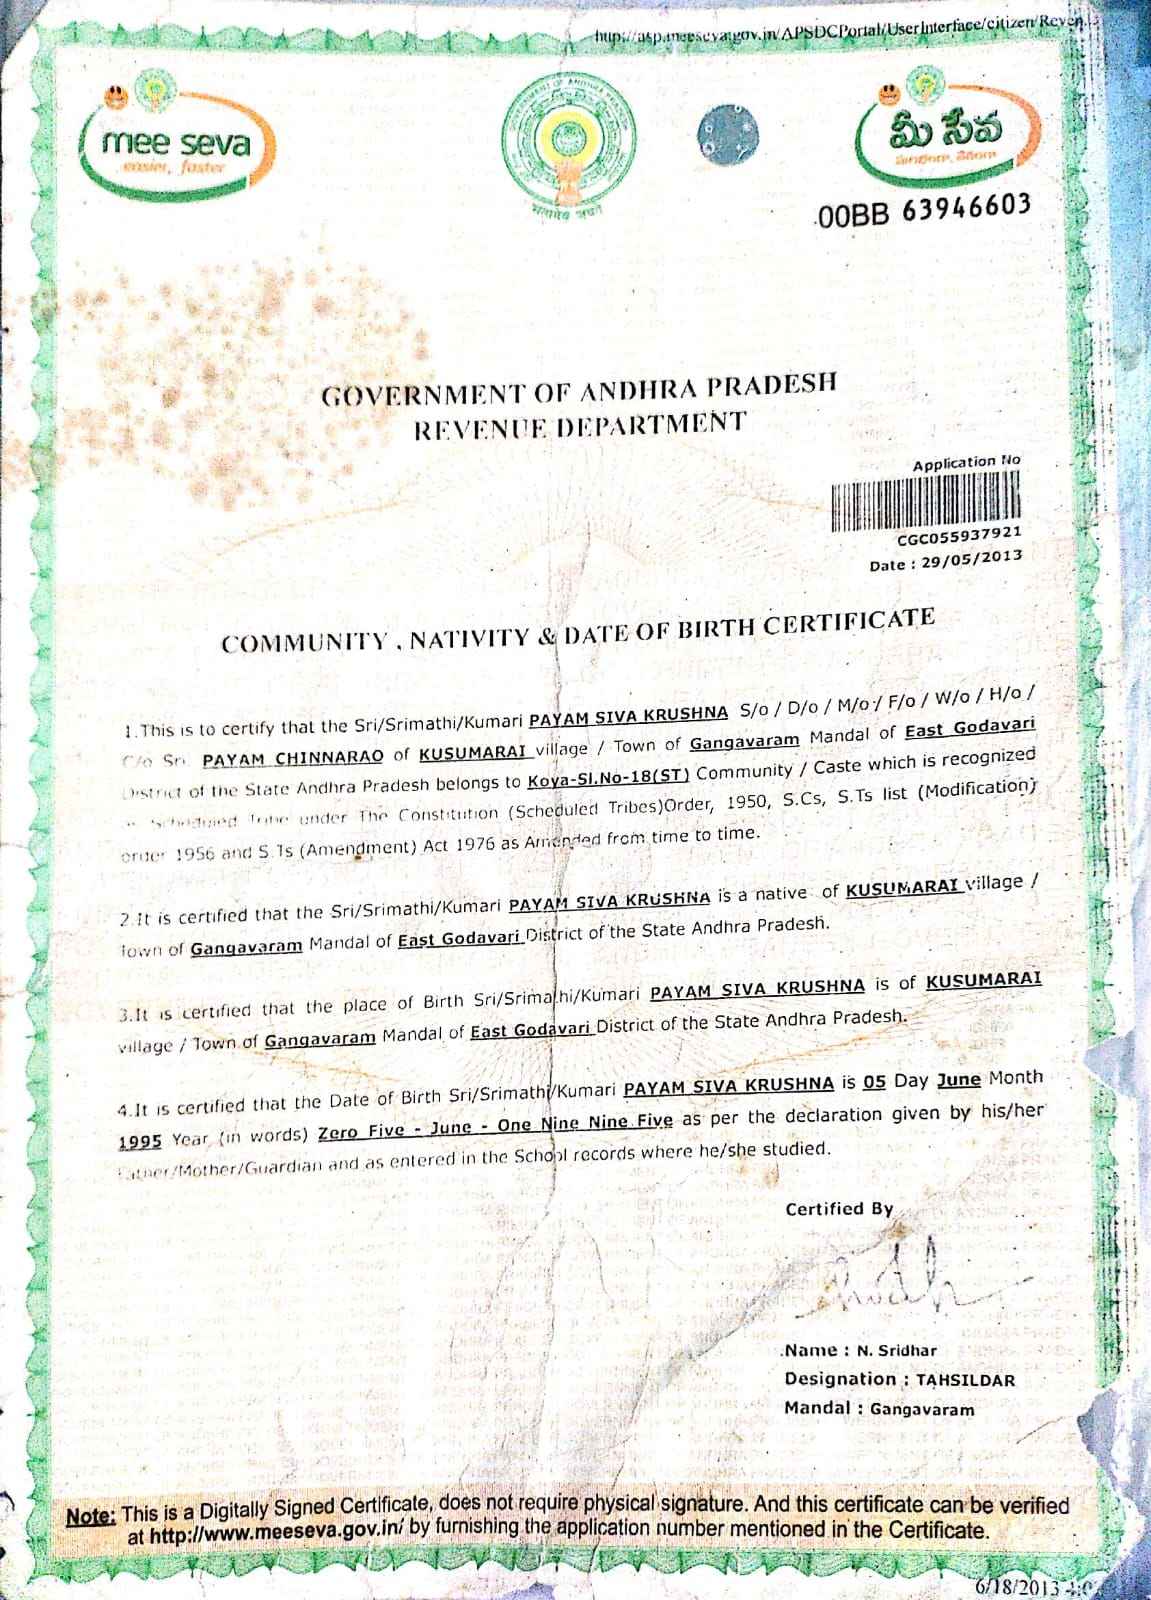 http://asp.meeseva.gov.in/APSDCPortal/UserInterface/citizen/Reven...
mee seva
easier, faster
మీ సేవ
00BB 63946603
GOVERNMENT OF ANDHRA PRADESH
REVENUE DEPARTMENT
Application No
CGC055937921
Date : 29/05/2013
COMMUNITY , NATIVITY & DATE OF BIRTH CERTIFICATE
1.This is to certify that the Sri/Srimathi/Kumari PAYAM SIVA KRUSHNA S/o / D/o / M/o / F/o / W/o / H/o /
C/o Sri. PAYAM CHINNARAO of KUSUMARAI village / Town of Gangavaram Mandal of East Godavari
District of the State Andhra Pradesh belongs to Koya-Sl.No-18(ST) Community / Caste which is recognized
Scheduled Tribe under The Constitution (Scheduled Tribes)Order, 1950, S.Cs, S.Ts list (Modification)
order 1956 and S.Ts (Amendment) Act 1976 as Amended from time to time.
2.It is certified that the Sri/Srimathi/Kumari PAYAM SIVA KRUSHNA is a native of KUSUMARAI village /
Town of Gangavaram Mandal of East Godavari District of the State Andhra Pradesh.
3.It is certified that the place of Birth Sri/Srimathi/Kumari PAYAM SIVA KRUSHNA is of KUSUMARAI
village / Town of Gangavaram Mandal of East Godavari District of the State Andhra Pradesh.
4.It is certified that the Date of Birth Sri/Srimathi/Kumari PAYAM SIVA KRUSHNA is 05 Day June Month
1995 Year (in words) Zero Five - June - One Nine Nine Five as per the declaration given by his/her
Father/Mother/Guardian and as entered in the School records where he/she studied.
Certified By
Name : N. Sridhar
Designation : TAHSILDAR
Mandal : Gangavaram
Note: This is a Digitally Signed Certificate, does not require physical signature. And this certificate can be verified
at http://www.meeseva.gov.in/ by furnishing the application number mentioned in the Certificate.
6/18/2013